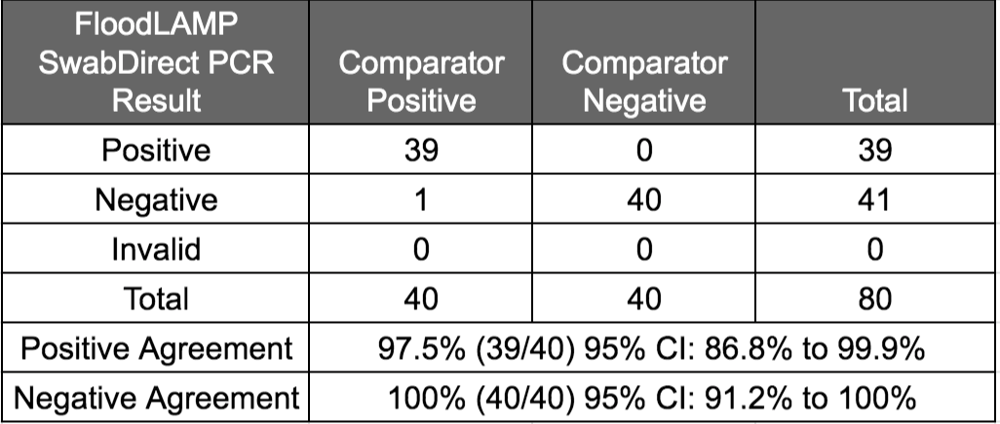 FloodLAMP
SwabDirect PCR
Result
Comparator
Positive
Comparator
Negative
Total
Positive 39 0 39
Negative 1 40 41
Invalid 0 0 0
Total 40 40 80
Positive Agreement 97.5% (39/40) 95% CI: 86.8% to 99.9%
Negative Agreement 100% (40/40) 95% CI: 91.2% to 100%